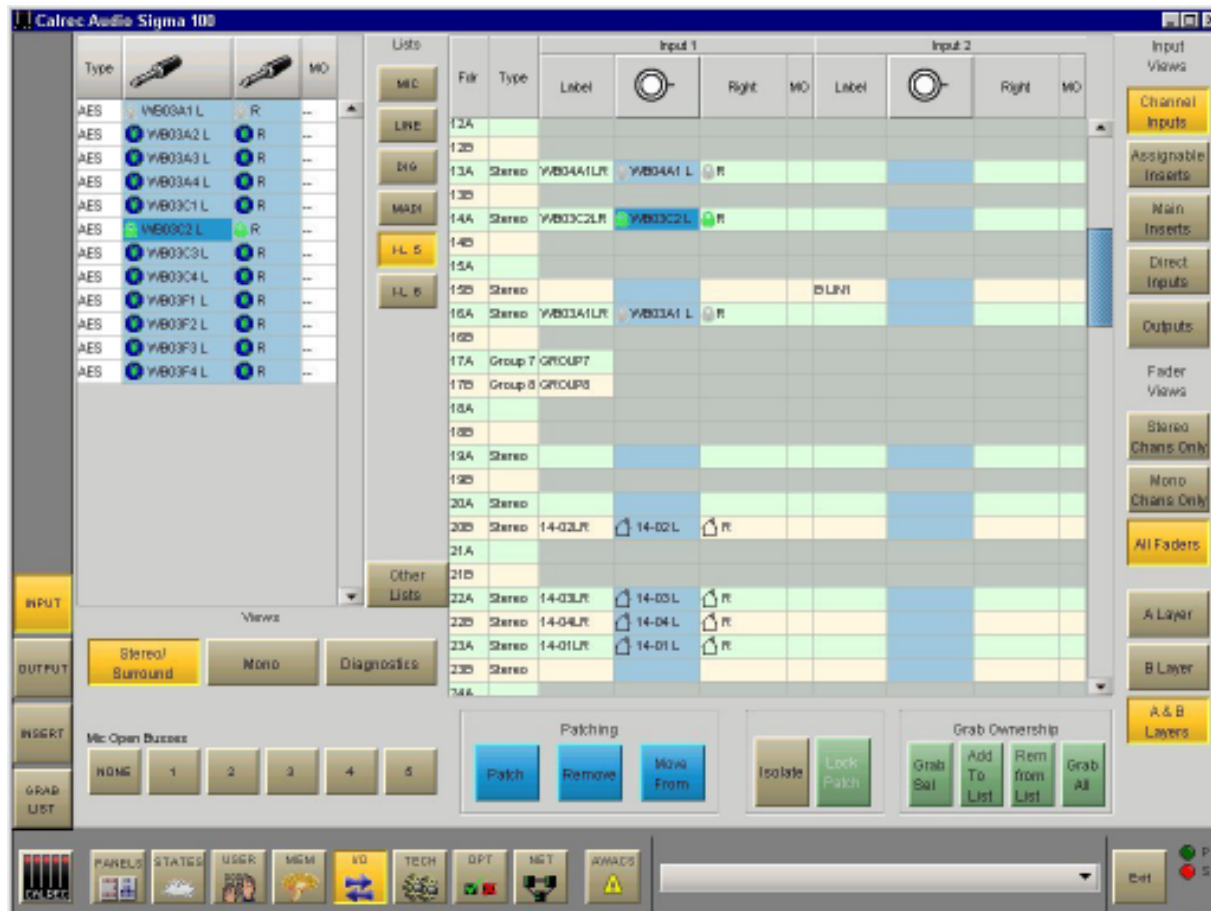 Calrec Audio Sigma 100
Type MO
AES WB03A1 L R --
AES WB03A2 L R --
AES WB03A3 L R --
AES WB03A4 L R --
AES WB03C1 L R --
AES WB03C2 L R --
AES WB03C3 L R --
AES WB03C4 L R --
AES WB03F1 L R --
AES WB03F2 L R --
AES WB03F3 L R --
AES WB03F4 L R --
Lists
MIC
LINE
DIG
MADI
H.L 5
H.L 6
Other
Lists
Input 1 Input 2
Fdr Type Label Right MO Label Right MO
12A
12B
13A Stereo WB04A1LR WB04A1 L R
13B
14A Stereo WB03C2LR WB03C2 L R
14B
15A
15B Stereo B LIN1
16A Stereo WB03A1LR WB03A1 L R
16B
17A Group 7 GROUP7
17B Group 8 GROUP8
18A
18B
19A Stereo
19B
20A Stereo
20B Stereo 14-02LR 14-02 L R
21A
21B
22A Stereo 14-03LR 14-03 L R
22B Stereo 14-04LR 14-04 L R
23A Stereo 14-01LR 14-01 L R
23B Stereo
24A
Input
Views
Channel
Inputs
Assignable
Inserts
Main
Inserts
Direct
Inputs
Outputs
Fader
Views
Stereo
Chans Only
Mono
Chans Only
All Faders
A Layer
B Layer
A & B
Layers
INPUT
OUTPUT
INSERT
GRAB
LIST
Views
Stereo/
Surround
Mono
Diagnostics
Mic Open Busses
NONE 1 2 3 4 5
Patching
Patch
Remove
Move
From
Isolate
Lock
Patch
Grab Ownership
Grab
Sel
Add
To
List
Rem
from
List
Grab
All
CALREC
PANELS STATES USER MEM I/O TECH OPT NET AWACS
Exit
P
S